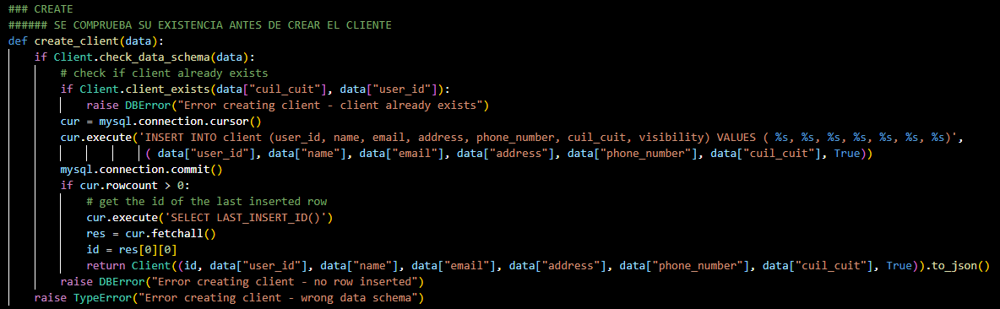 ### CREATE
###### SE COMPRUEBA SU EXISTENCIA ANTES DE CREAR EL CLIENTE
def create_client(data):
    if Client.check_data_schema(data):
        # check if client already exists
        if Client.client_exists(data["cuil_cuit"], data["user_id"]):
            raise DBError("Error creating client - client already exists")
        cur = mysql.connection.cursor()
        cur.execute('INSERT INTO client (user_id, name, email, address, phone_number, cuil_cuit, visibility) VALUES ( %s, %s, %s, %s, %s, %s, %s)',
                     ( data["user_id"], data["name"], data["email"], data["address"], data["phone_number"], data["cuil_cuit"], True))
        mysql.connection.commit()
        if cur.rowcount > 0:
            # get the id of the last inserted row
            cur.execute('SELECT LAST_INSERT_ID()')
            res = cur.fetchall()
            id = res[0][0]
            return Client((id, data["user_id"], data["name"], data["email"], data["address"], data["phone_number"], data["cuil_cuit"], True)).to_json()
        raise DBError("Error creating client - no row inserted")
    raise TypeError("Error creating client - wrong data schema")